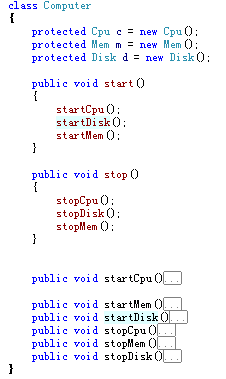 class Computer
{
protected Cpu c = new Cpu();
protected Mem m = new Mem();
protected Disk d = new Disk();
public void start()
{
startCpu();
startDisk();
startMem();
}
public void stop()
{
stopCpu();
stopDisk();
stopMem();
}
public void startCpu()...
public void startMem()...
public void startDisk()...
public void stopCpu()...
public void stopMem()...
public void stopDisk()...
}